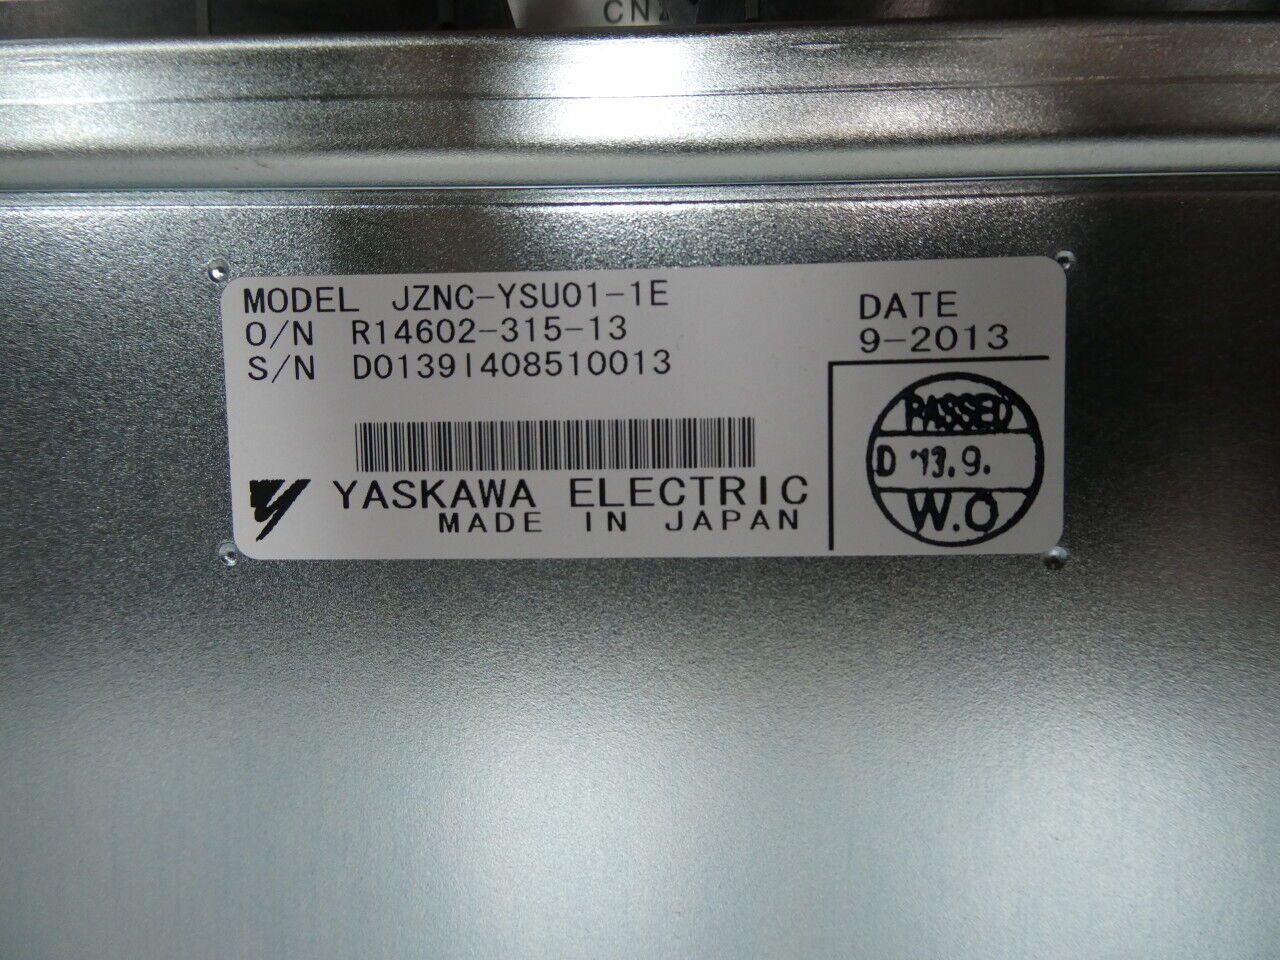 CN
MODEL JZNC-YSU01-1E
O/N R14602-315-13
S/N D0139I408510013
DATE
9-2013
PASSED
D '13.9.
W.O
YASKAWA ELECTRIC
MADE IN JAPAN